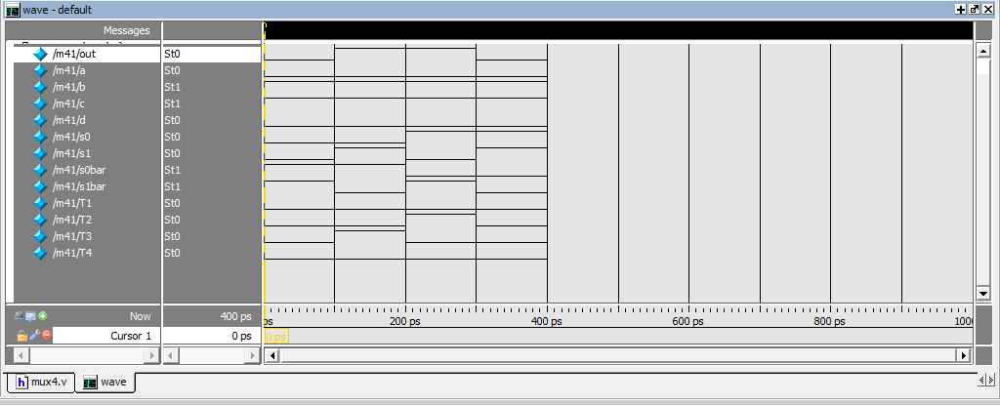 wave - default
Messages
/m41/out St0
/m41/a St0
/m41/b St1
/m41/c St1
/m41/d St0
/m41/s0 St0
/m41/s1 St0
/m41/s0bar St1
/m41/s1bar St1
/m41/T1 St0
/m41/T2 St0
/m41/T3 St0
/m41/T4 St0
Now 400 ps ps 200 ps 400 ps 600 ps 800 ps 1000
Cursor 1 0 ps 0 ps
mux4.v wave